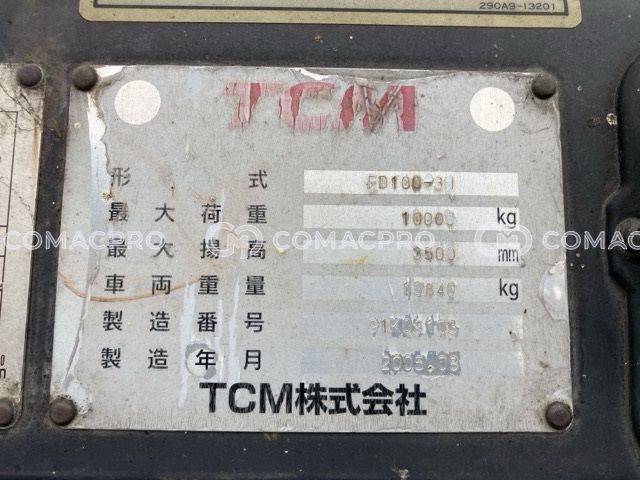 290A9-13201
TCM
形式 FD100-3
最大荷重 10000 kg
最大揚高 3500 mm
車両重量 kg
製造番号
製造年月
TCM株式会社
COMACPRO COMACPRO COMACPRO